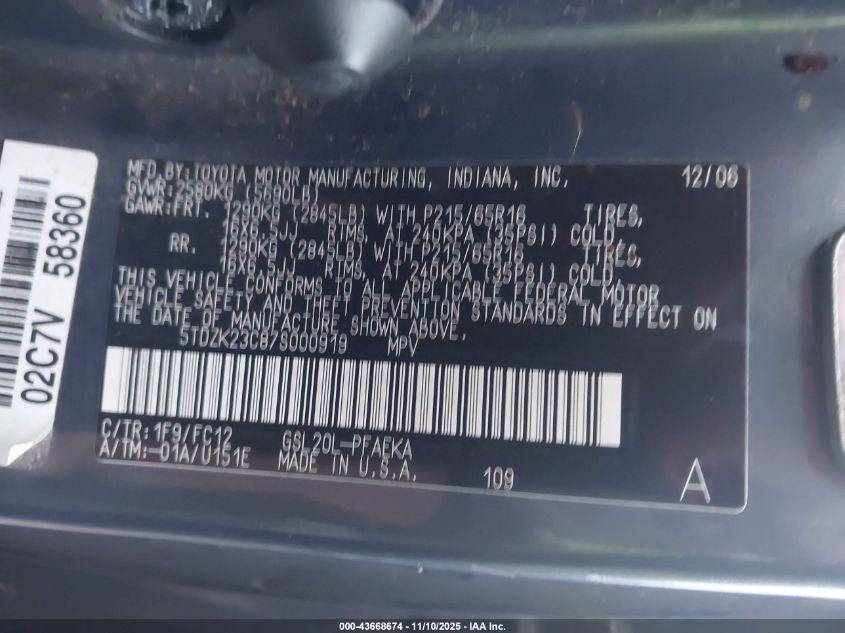 MFD.BY:TOYOTA MOTOR MANUFACTURING, INDIANA, INC. 12/06
GVWR:2580KG (5690LB)
GAWR:FRT. 1290KG (2845LB) WITH P215/65R16 TIRES,
16X6.5JJ RIMS, AT 240KPA (35PSI) COLD,
RR. 1290KG (2845LB) WITH P215/65R16 TIRES,
16X6.5JJ RIMS, AT 240KPA (35PSI) COLD,
THIS VEHICLE CONFORMS TO ALL APPLICABLE FEDERAL MOTOR
VEHICLE SAFETY AND THEFT PREVENTION STANDARDS IN EFFECT ON
THE DATE OF MANUFACTURE SHOWN ABOVE.
5TDZK23C87S000919 MPV
C/TR:1F9/FC12 GSL20L-PFAEKA
A/TM:-01A/U151E MADE IN U.S.A. 109 A
02C7V 58360
000-43668674 - 11/10/2025 - IAA Inc.